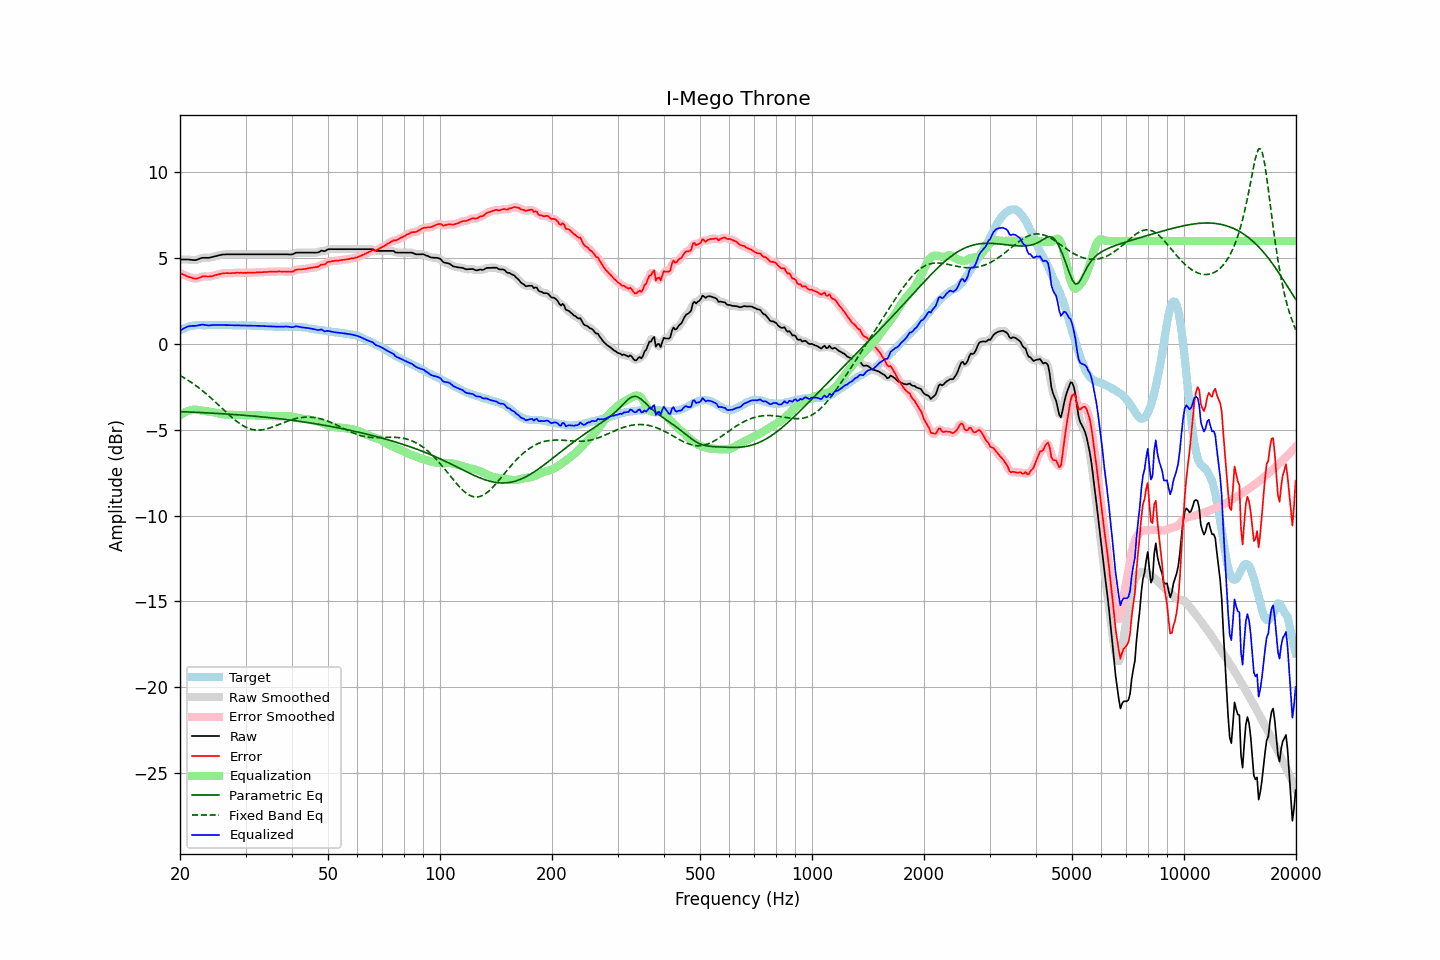 I-Mego Throne
Amplitude (dBr)
10
5
0
−5
−10
−15
−20
−25
Target
Raw Smoothed
Error Smoothed
Raw
Error
Equalization
Parametric Eq
Fixed Band Eq
Equalized
20 50 100 200 500 1000 2000 5000 10000 20000
Frequency (Hz)